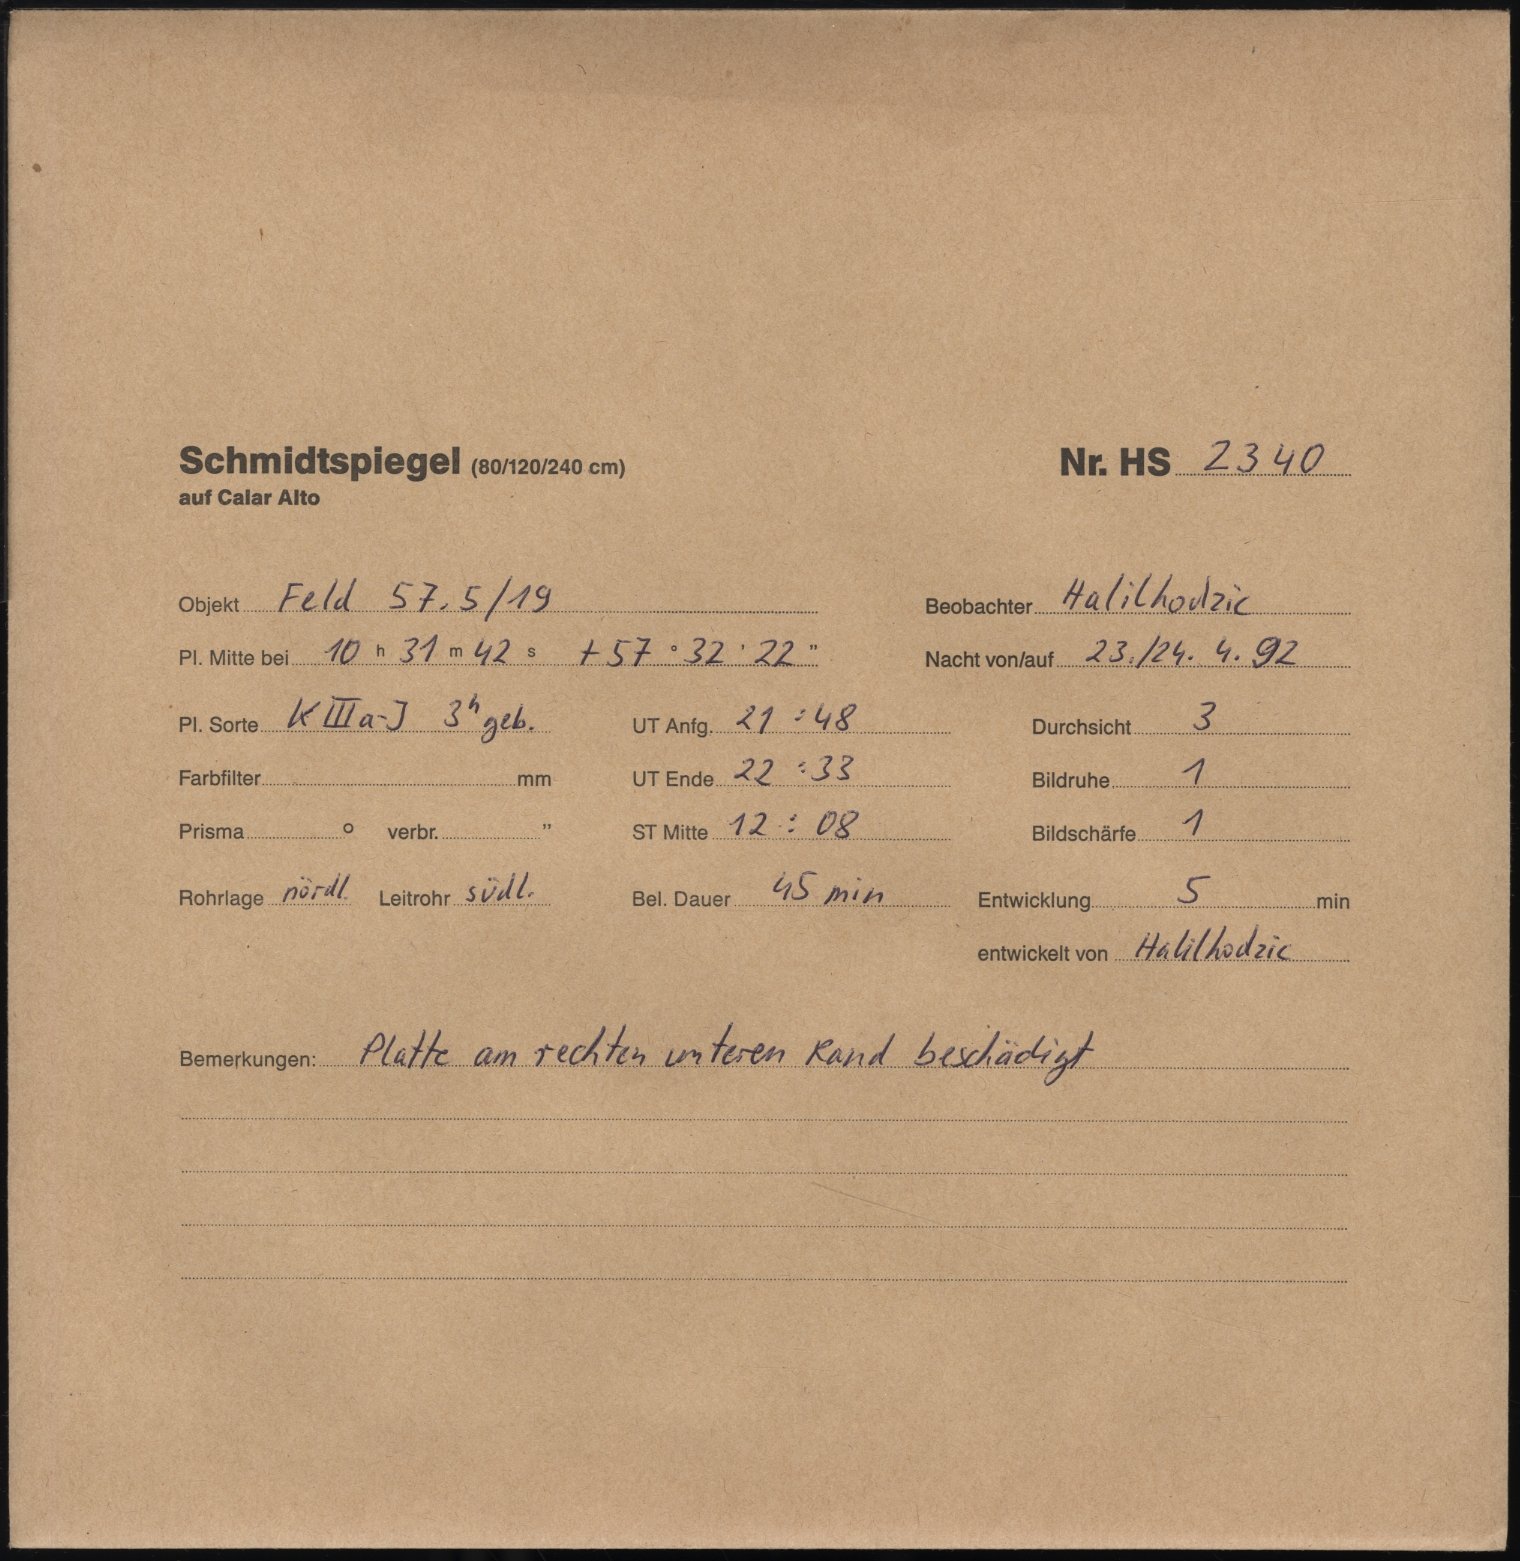 Schmidtspiegel (80/120/240 cm) Nr. HS 2340
auf Calar Alto
Objekt Feld 57.5/19 Beobachter Halilhodzic
Pl. Mitte bei 10 h 31 m 42 s +57 ° 32 ' 22 " Nacht von/auf 23./24. 4. 92
Pl. Sorte K IIIa-J 3h geb. UT Anfg. 21 : 48 Durchsicht 3
Farbfilter mm UT Ende 22 : 33 Bildruhe 1
Prisma ° verbr. " ST Mitte 12 : 08 Bildschärfe 1
Rohrlage nördl. Leitrohr südl. Bel. Dauer 45 min Entwicklung 5 min
entwickelt von Halilhodzic
Bemerkungen: Platte am rechten unteren Rand beschädigt